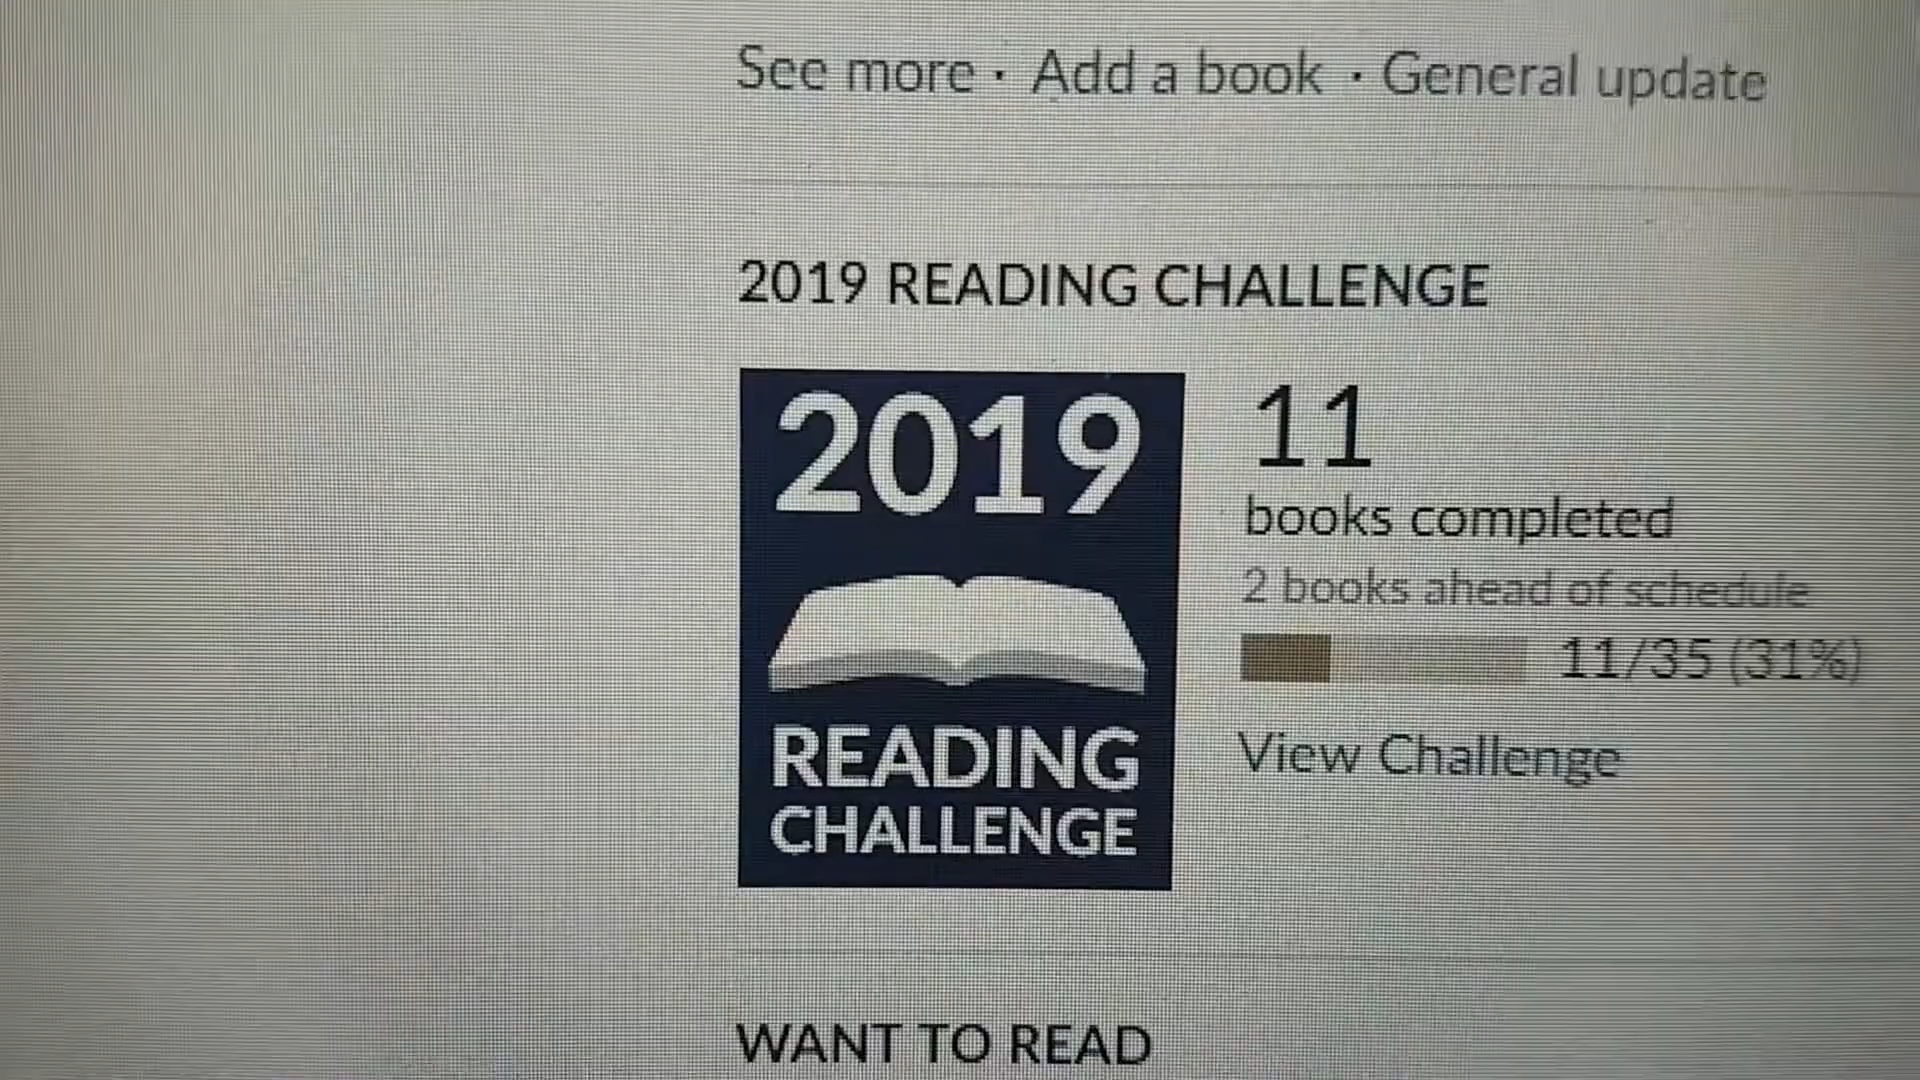 See more · Add a book · General update
2019 READING CHALLENGE
2019
READING
CHALLENGE
11
books completed
2 books ahead of schedule
11/35 (31%)
View Challenge
WANT TO READ